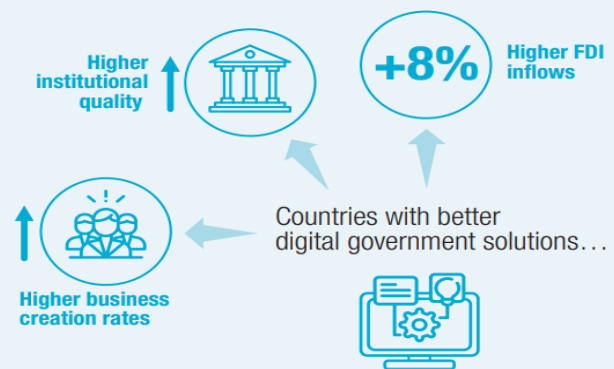 Higher
institutional
quality
+8%
Higher FDI
inflows
Countries with better
digital government solutions…
Higher business
creation rates